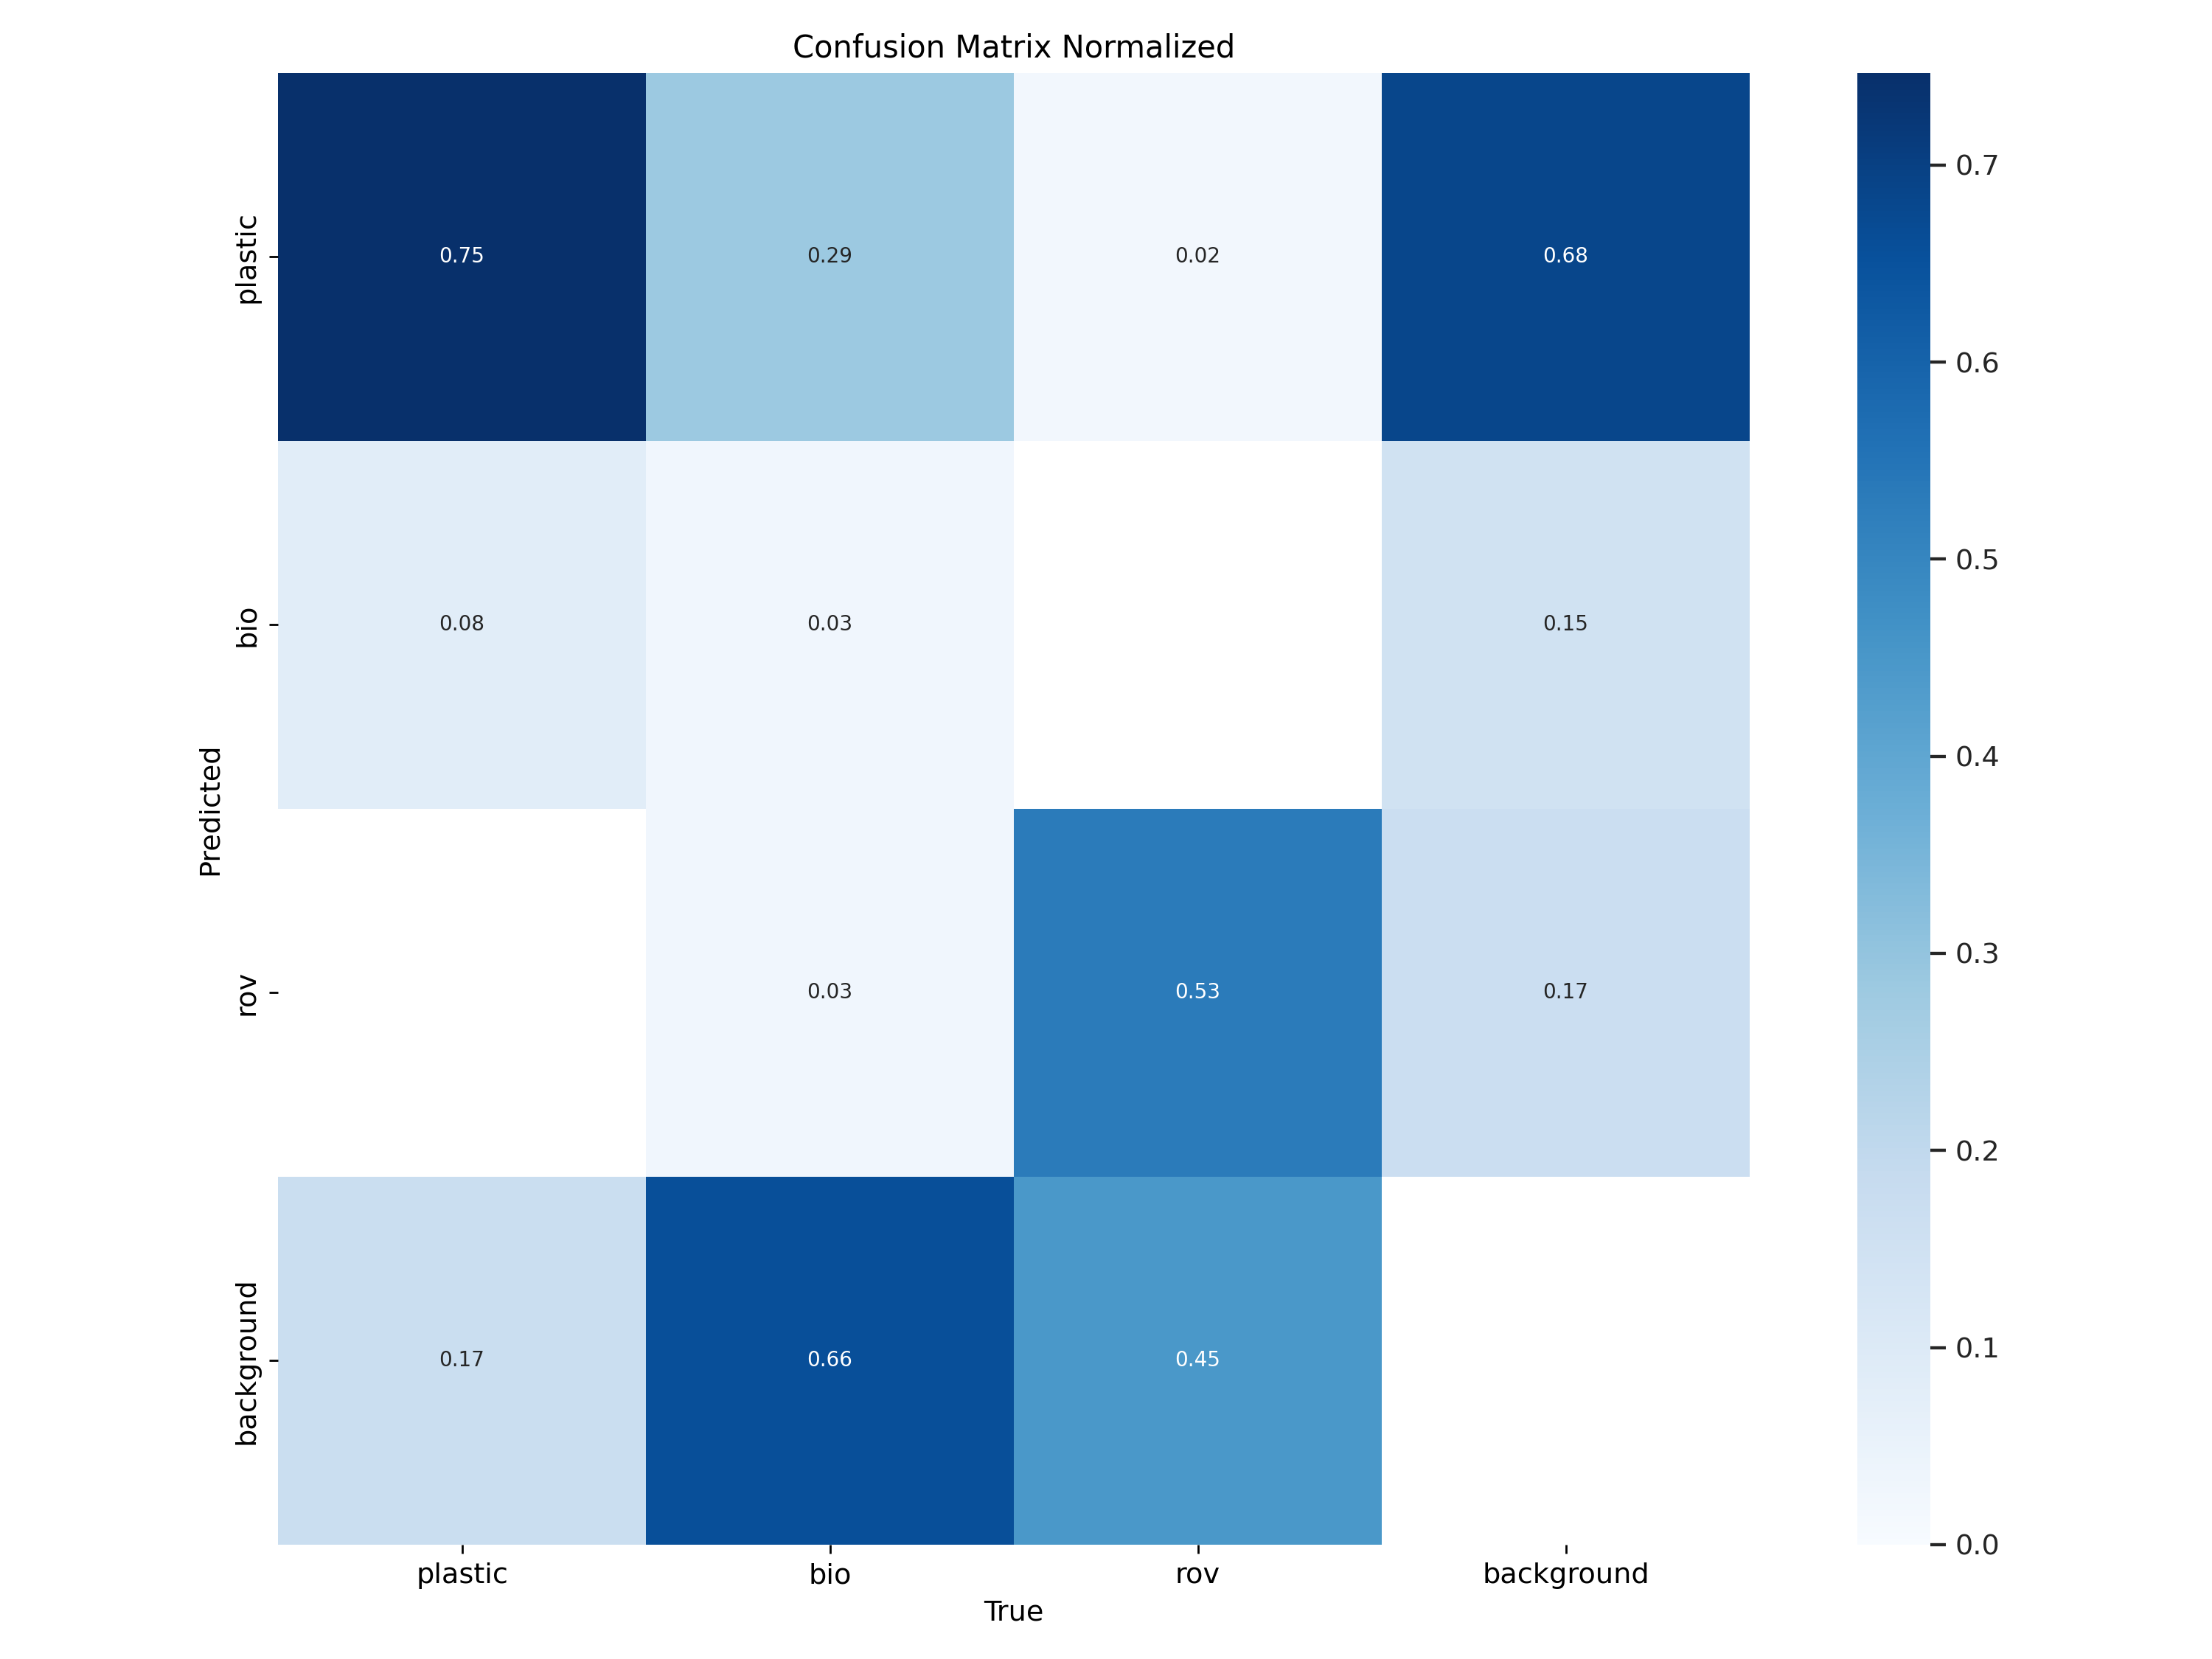 Confusion Matrix Normalized
plastic
0.75
0.29
0.02
0.68
bio
0.08
0.03
0.15
rov
0.03
0.53
0.17
background
0.17
0.66
0.45
Predicted
plastic
bio
rov
background
True
0.7
0.6
0.5
0.4
0.3
0.2
0.1
0.0